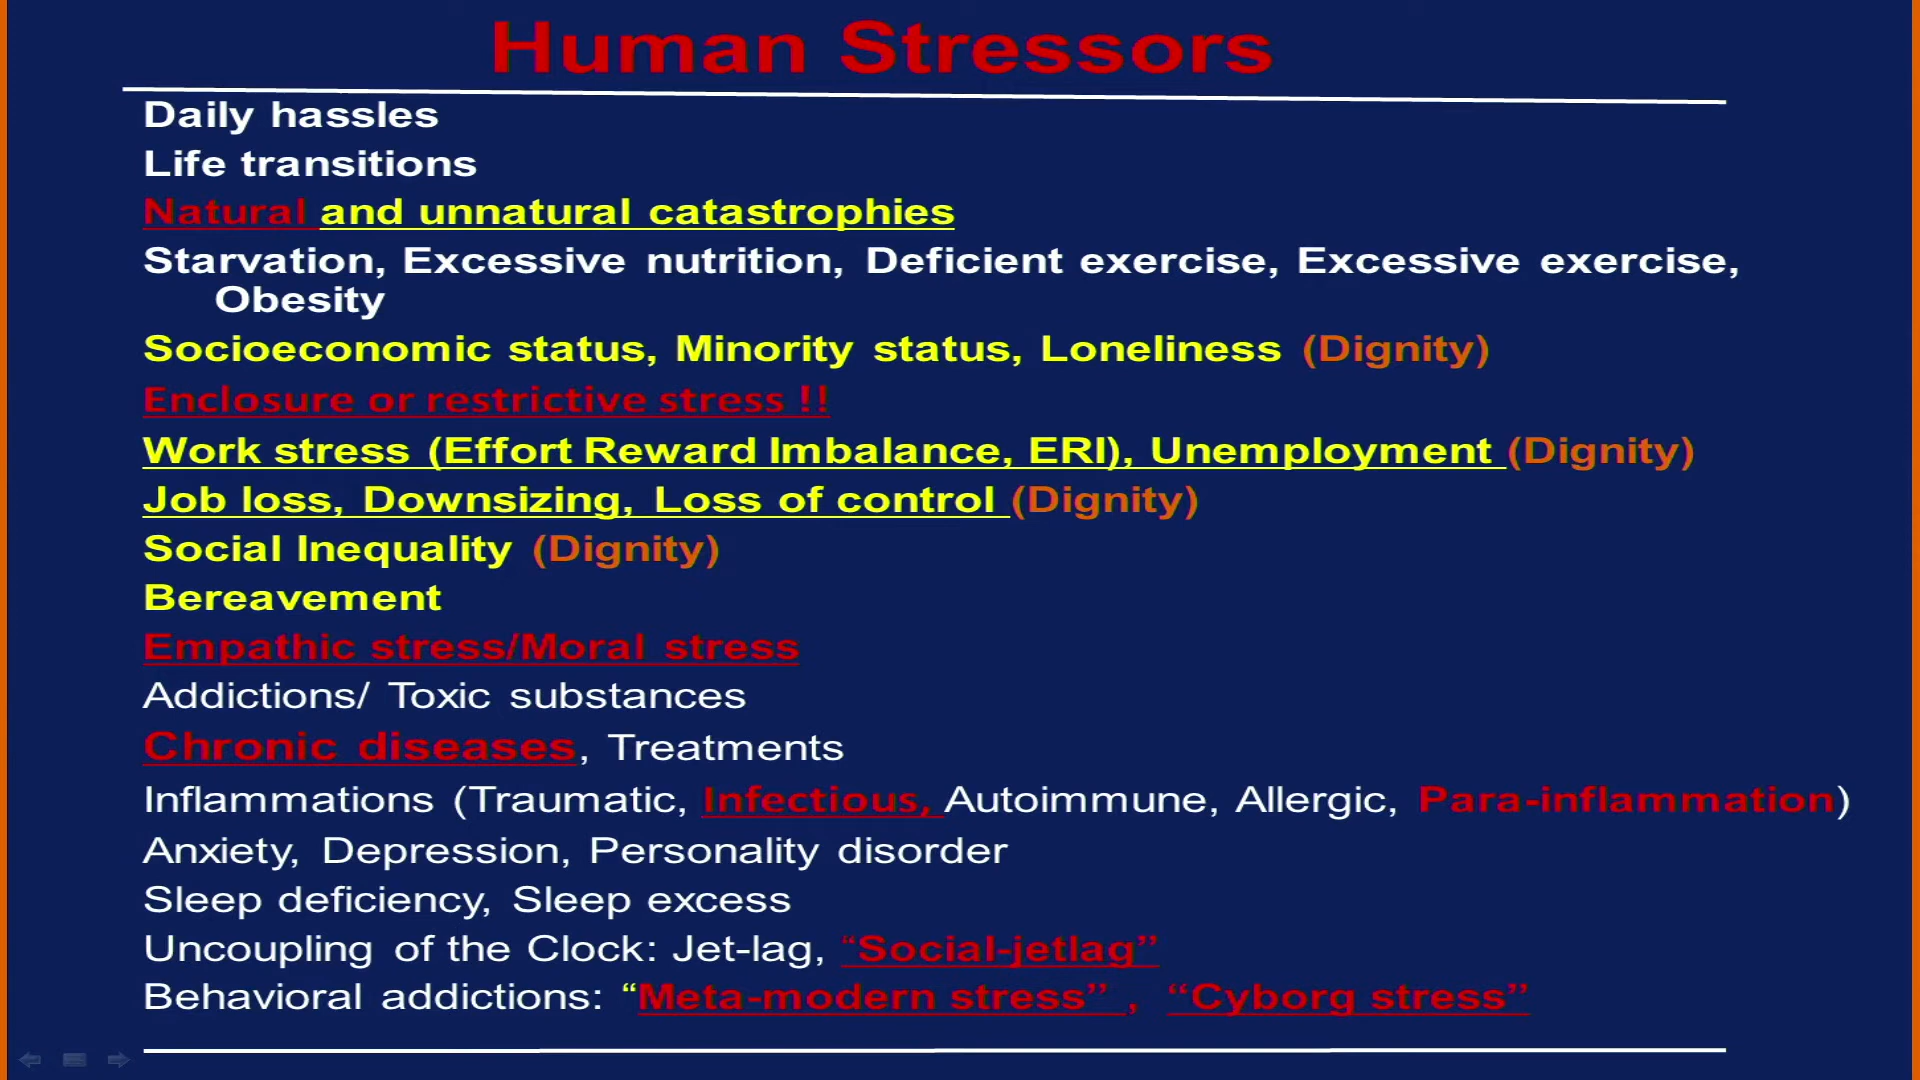 Human Stressors
Daily hassles
Life transitions
Natural and unnatural catastrophies
Starvation, Excessive nutrition, Deficient exercise, Excessive exercise,
Obesity
Socioeconomic status, Minority status, Loneliness (Dignity)
Enclosure or restrictive stress !!
Work stress (Effort Reward Imbalance, ERI), Unemployment (Dignity)
Job loss, Downsizing, Loss of control (Dignity)
Social Inequality (Dignity)
Bereavement
Empathic stress/Moral stress
Addictions/ Toxic substances
Chronic diseases, Treatments
Inflammations (Traumatic, Infectious, Autoimmune, Allergic, Para-inflammation)
Anxiety, Depression, Personality disorder
Sleep deficiency, Sleep excess
Uncoupling of the Clock: Jet-lag, “Social-jetlag”
Behavioral addictions: “Meta-modern stress” , “Cyborg stress”